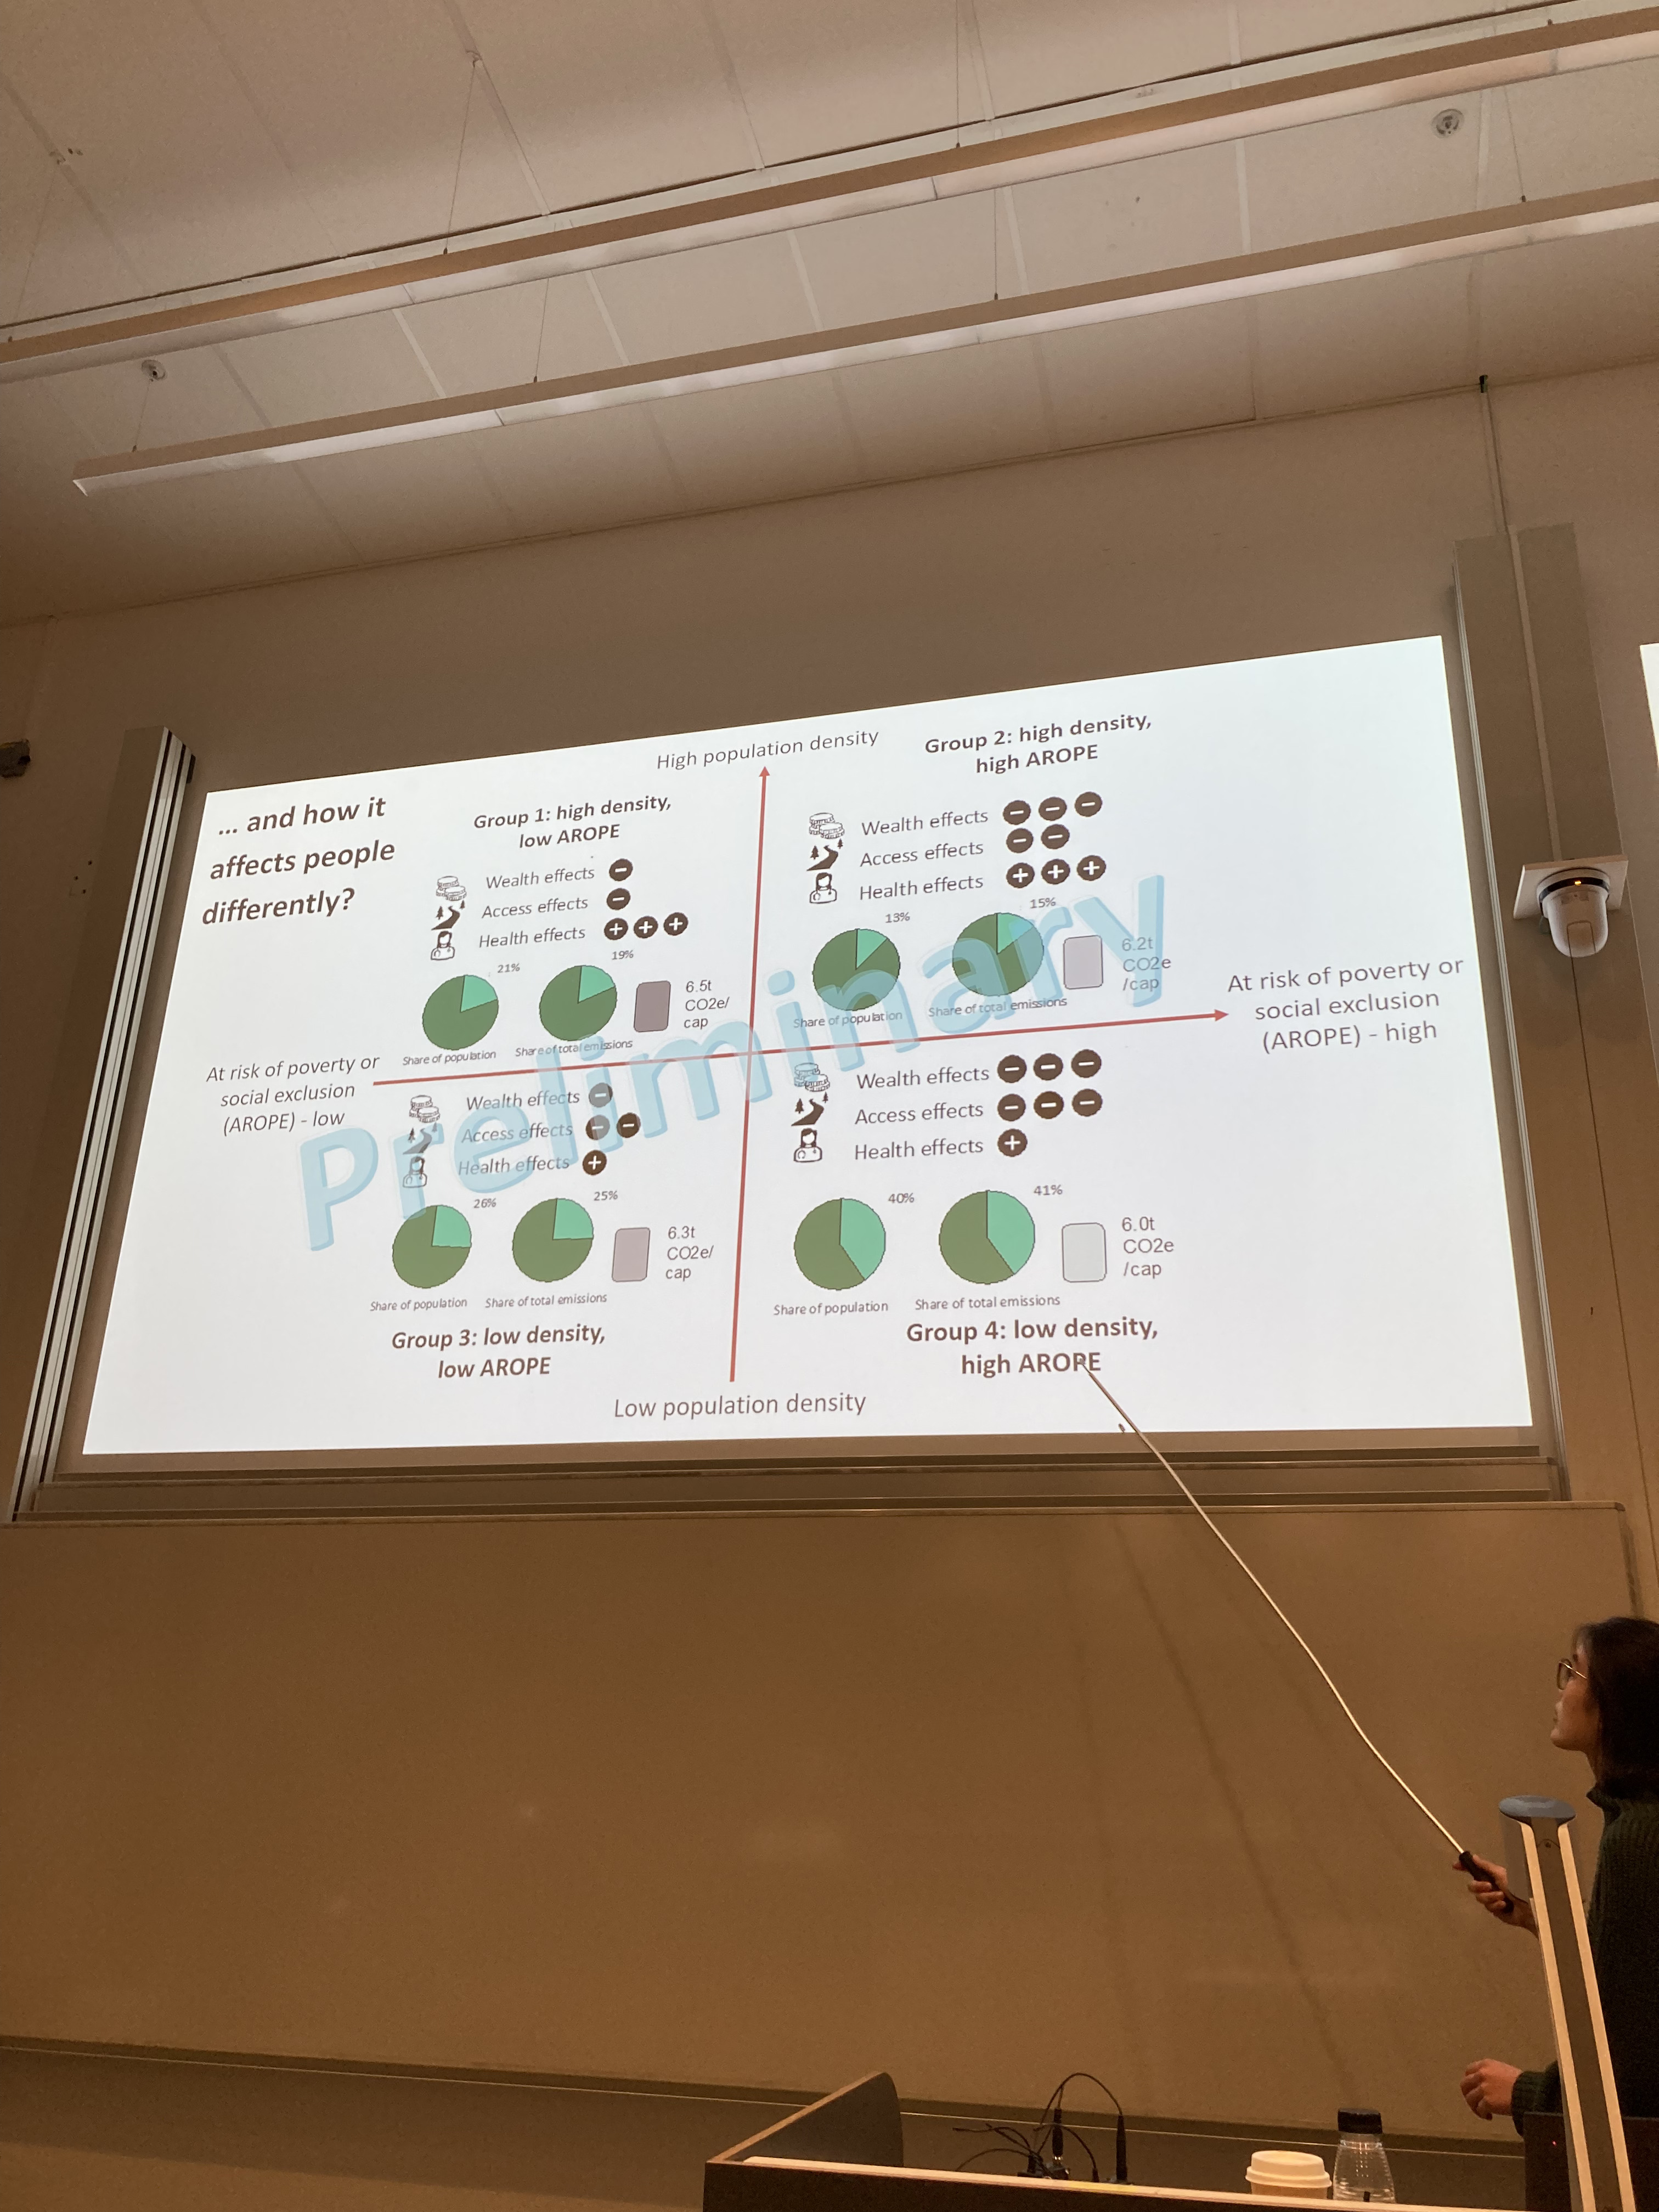 ... and how it
affects people
differently?
High population density
Group 1: high density,
low AROPE
Wealth effects
Access effects
Health effects
21%
19%
6.5t
CO2e/
cap
Share of population
Share of total emissions
Group 2: high density,
high AROPE
Wealth effects
Access effects
Health effects
13%
15%
6.2t
CO2e
/cap
Share of population
Share of total emissions
At risk of poverty or
social exclusion
(AROPE) - high
At risk of poverty or
social exclusion
(AROPE) - low
Preliminary
Wealth effects
Access effects
Health effects
26%
25%
6.3t
CO2e/
cap
Share of population
Share of total emissions
Group 3: low density,
low AROPE
Wealth effects
Access effects
Health effects
40%
41%
6.0t
CO2e
/cap
Share of population
Share of total emissions
Group 4: low density,
high AROPE
Low population density